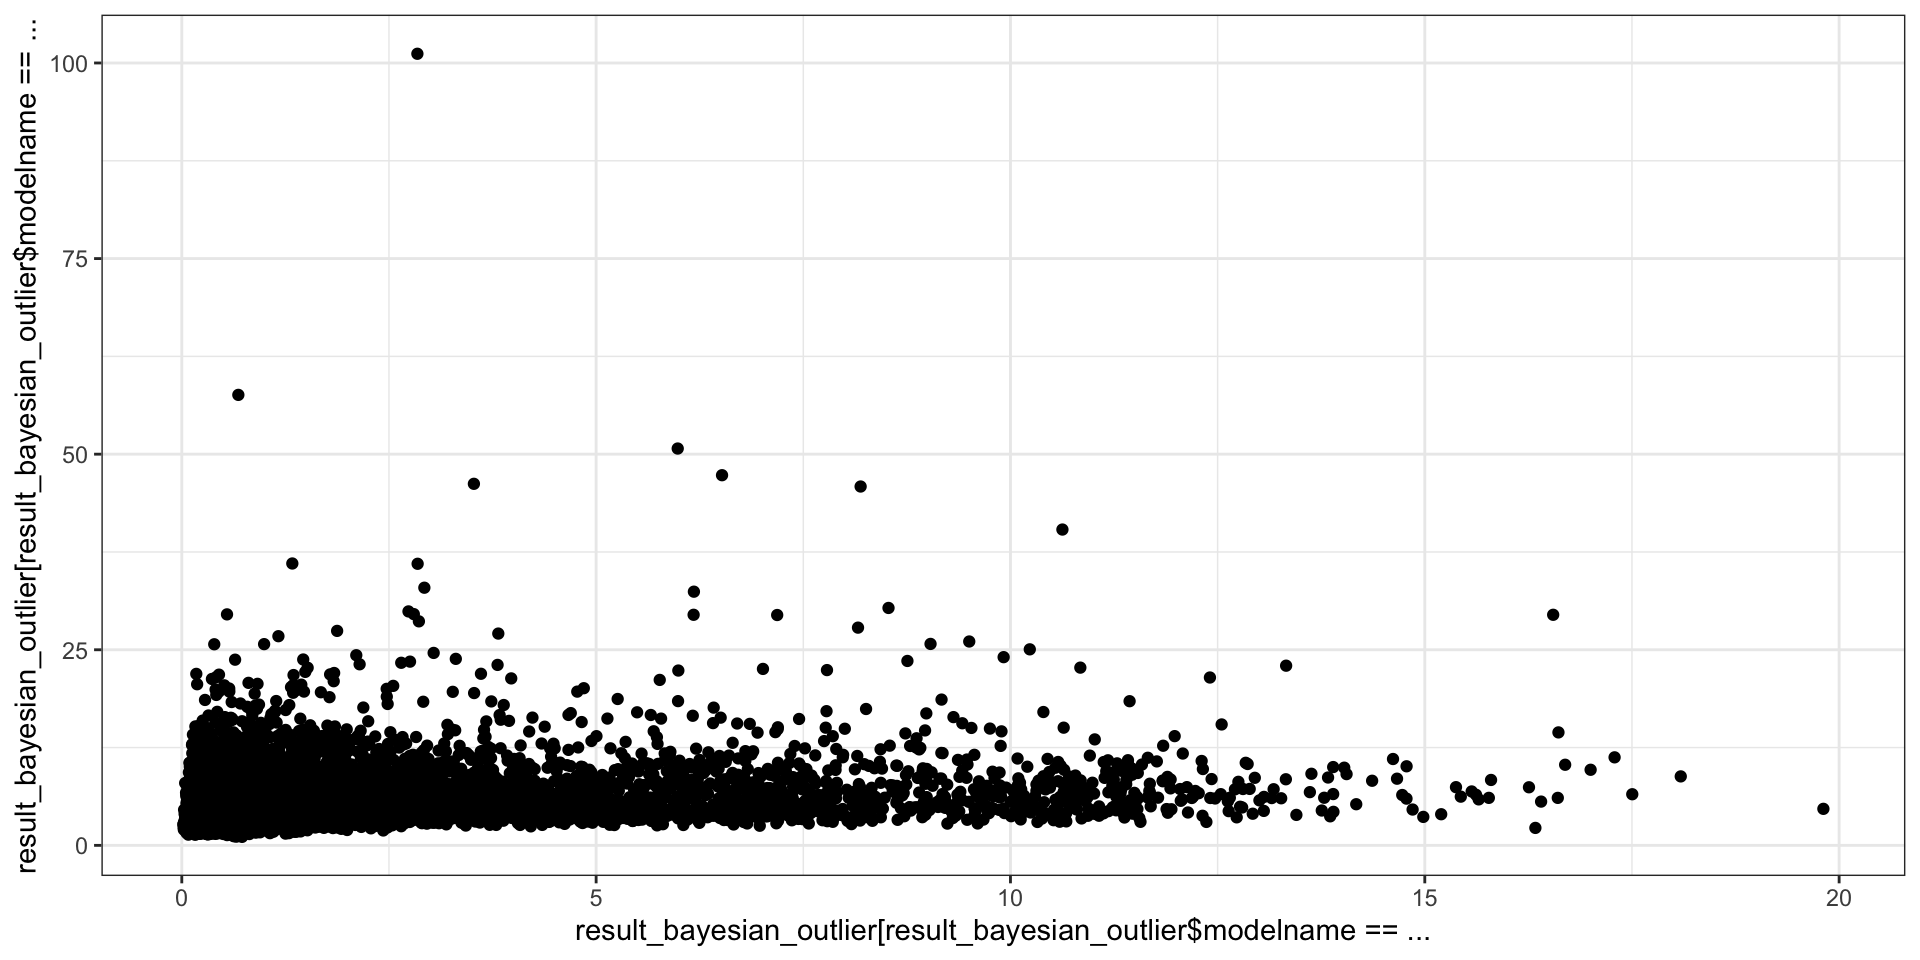 result_bayesian_outlier[result_bayesian_outlier$modelname == ...
100
75
50
25
0
0 5 10 15 20
result_bayesian_outlier[result_bayesian_outlier$modelname == ...